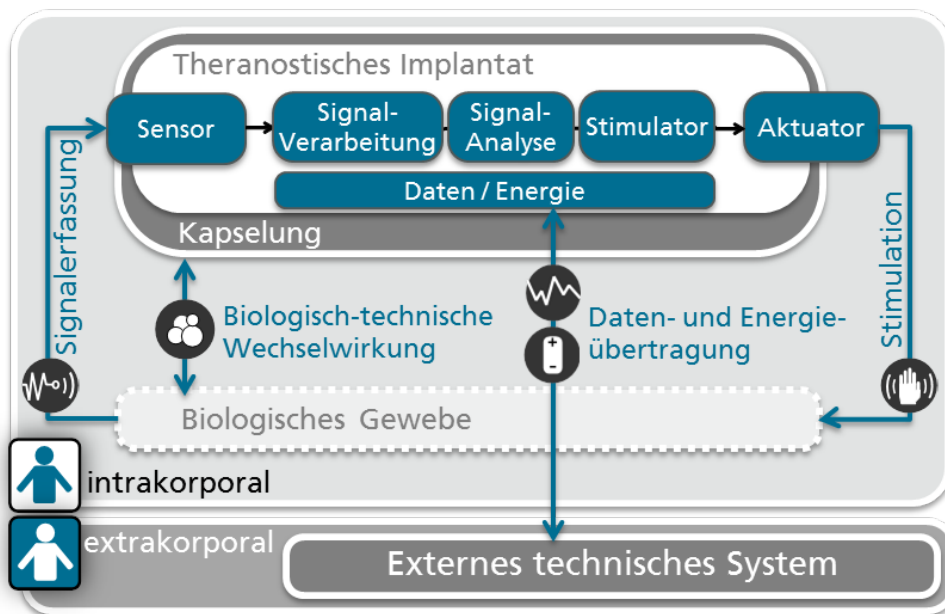 Theranostisches Implantat
Sensor
Signal-
Verarbeitung
Signal-
Analyse
Stimulator
Aktuator
Daten / Energie
Kapselung
Signalerfassung
Biologisch-technische
Wechselwirkung
+
-
Daten- und Energie-
übertragung
Stimulation
Biologisches Gewebe
intrakorporal
extrakorporal
Externes technisches System